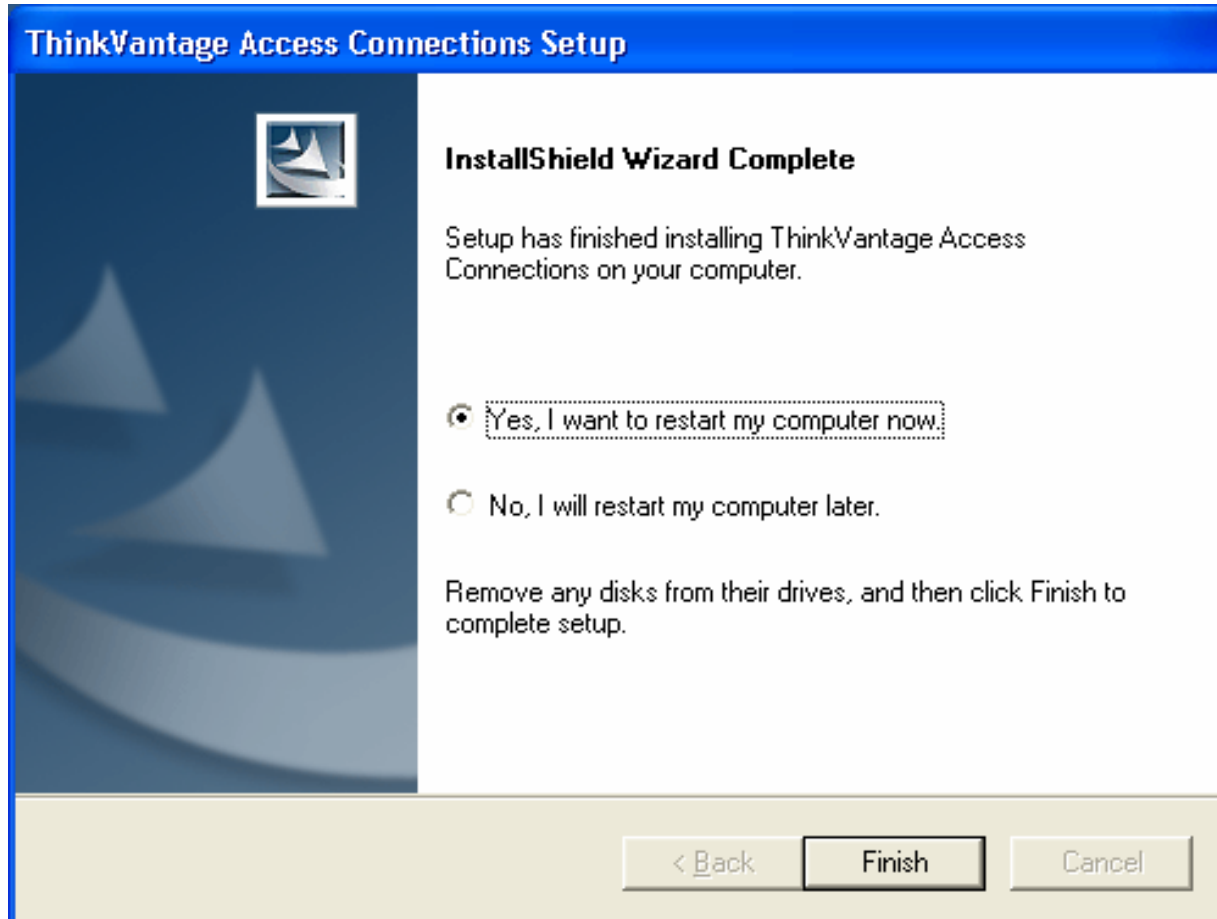 ThinkVantage Access Connections Setup
InstallShield Wizard Complete
Setup has finished installing ThinkVantage Access
Connections on your computer.
Yes, I want to restart my computer now.
No, I will restart my computer later.
Remove any disks from their drives, and then click Finish to
complete setup.
< Back Finish Cancel